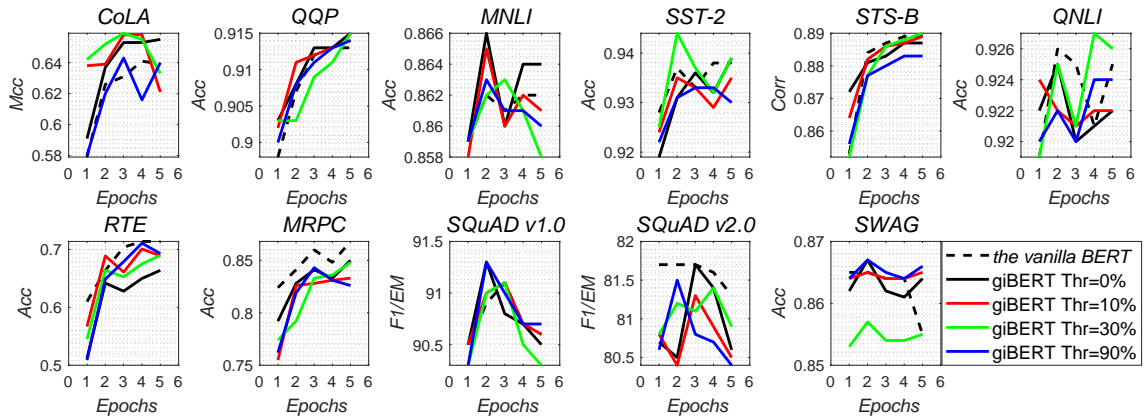 CoLA QQP MNLI SST-2 STS-B QNLI
Mcc
0.64
0.62
0.6
0.58
0 1 2 3 4 5 6
Epochs
Acc
0.915
0.91
0.905
0.9
0 1 2 3 4 5 6
Epochs
Acc
0.866
0.864
0.862
0.86
0.858
0 1 2 3 4 5 6
Epochs
Acc
0.94
0.93
0.92
0 1 2 3 4 5 6
Epochs
Corr
0.89
0.88
0.87
0.86
0 1 2 3 4 5 6
Epochs
Acc
0.926
0.924
0.922
0.92
0 1 2 3 4 5 6
Epochs
RTE MRPC SQuAD v1.0 SQuAD v2.0 SWAG
Acc
0.7
0.6
0.5
0 1 2 3 4 5 6
Epochs
Acc
0.85
0.8
0.75
0 1 2 3 4 5 6
Epochs
F1/EM
91.5
91
90.5
0 1 2 3 4 5 6
Epochs
F1/EM
82
81.5
81
80.5
0 1 2 3 4 5 6
Epochs
Acc
0.87
0.86
0.85
0 1 2 3 4 5 6
Epochs
the vanilla BERT
giBERT Thr=0%
giBERT Thr=10%
giBERT Thr=30%
giBERT Thr=90%